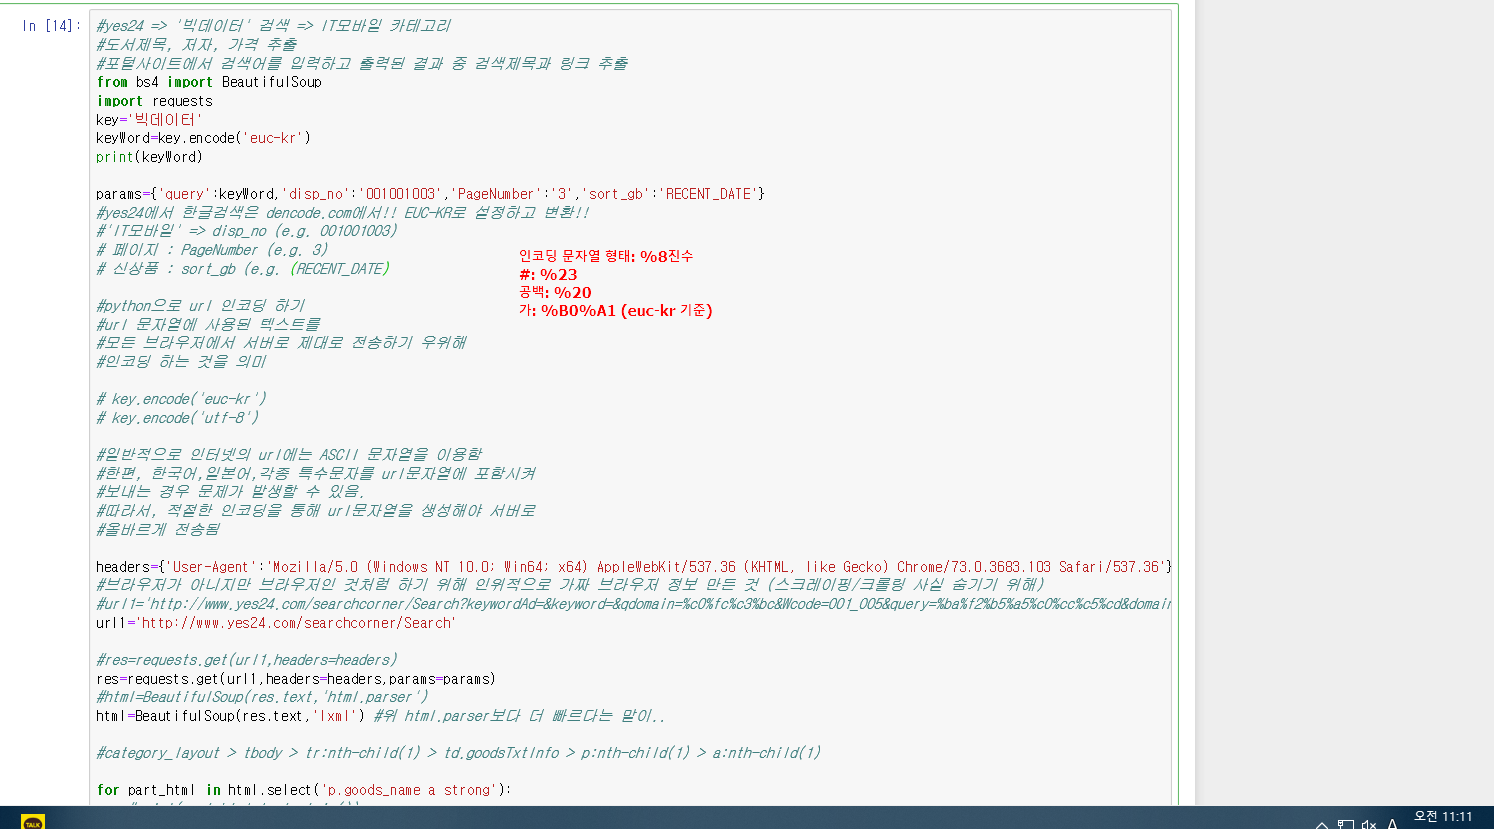 In [14]:
#yes24 => '빅데이터' 검색 => IT모바일 카테고리
#도서제목, 저자, 가격 추출
#포털사이트에서 검색어를 입력하고 출력된 결과 중 검색제목과 링크 추출
from bs4 import BeautifulSoup
import requests
key='빅데이터'
keyWord=key.encode('euc-kr')
print(keyWord)
params={'query':keyWord,'disp_no':'001001003','PageNumber':'3','sort_gb':'RECENT_DATE'}
#yes24에서 한글검색은 dencode.com에서!! EUC-KR로 설정하고 변환!!
#'IT모바일' => disp_no (e.g. 001001003)
# 페이지 : PageNumber (e.g. 3)
# 신상품 : sort_gb (e.g. (RECENT_DATE)
인코딩 문자열 형태: %8진수
#: %23
공백: %20
가: %B0%A1 (euc-kr 기준)
#python으로 url 인코딩 하기
#url 문자열에 사용된 텍스트를
#모든 브라우저에서 서버로 제대로 전송하기 우위해
#인코딩 하는 것을 의미
# key.encode('euc-kr')
# key.encode('utf-8')
#일반적으로 인터넷의 url에는 ASCII 문자열을 이용함
#한편, 한국어,일본어,각종 특수문자를 url문자열에 포함시켜
#보내는 경우 문제가 발생할 수 있음.
#따라서, 적절한 인코딩을 통해 url문자열을 생성해야 서버로
#올바르게 전송됨
headers={'User-Agent':'Mozilla/5.0 (Windows NT 10.0; Win64; x64) AppleWebKit/537.36 (KHTML, like Gecko) Chrome/73.0.3683.103 Safari/537.36'}
#브라우저가 아니지만 브라우저인 것처럼 하기 위해 인위적으로 가짜 브라우저 정보 만든 것 (스크레이핑/크롤링 사실 숨기기 위해)
#url1='http://www.yes24.com/searchcorner/Search?keywordAd=&keyword=&qdomain=%c0%fc%c3%bc&Wcode=001_005&query=%ba%f2%b5%a5%c0%cc%c5%cd&domain
url1='http://www.yes24.com/searchcorner/Search'
#res=requests.get(url1,headers=headers)
res=requests.get(url1,headers=headers,params=params)
#html=BeautifulSoup(res.text,'html.parser')
html=BeautifulSoup(res.text,'lxml') #위 html.parser보다 더 빠르다는 말이..
#category_layout > tbody > tr:nth-child(1) > td.goodsTxtInfo > p:nth-child(1) > a:nth-child(1)
for part_html in html.select('p.goods_name a strong'):
TALK
A
오전 11:11